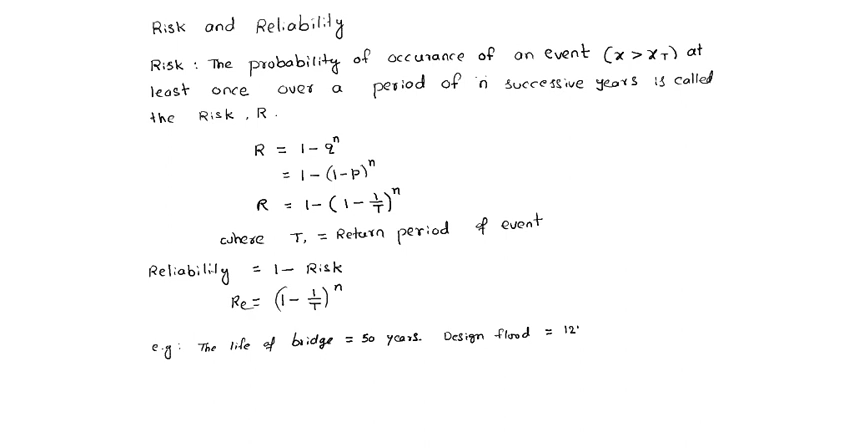 Risk and Reliability
Risk : The probability of occurance of an event (x > x_T) at
least once over a period of 'n' successive years is called
the Risk, R.
R = 1 - q^n
= 1 - (1-P)^n
R = 1 - (1 - 1/T)^n
where T, = Return period of event
Reliability = 1 - Risk
Re = (1 - 1/T)^n
e.g : The life of bridge = 50 years. Design flood = 12